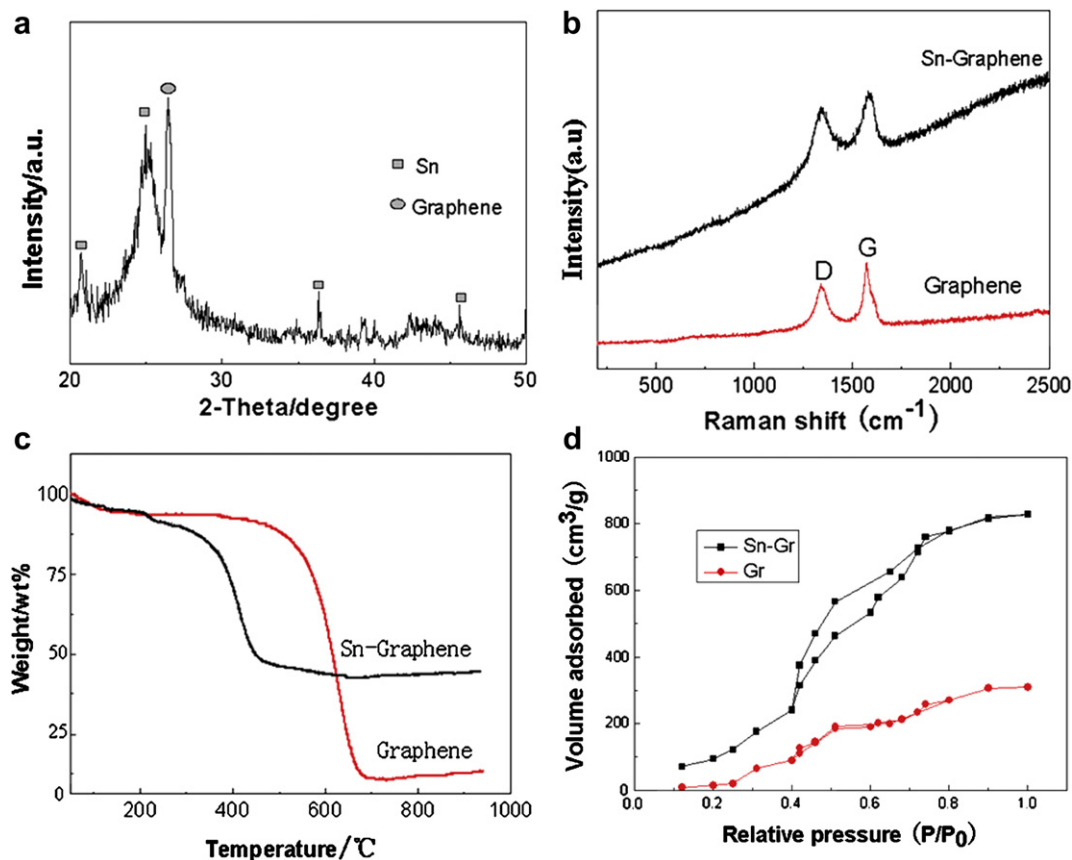 a
Intensity/a.u.
Sn
Graphene
20 30 40 50
2-Theta/degree
b
Intensity(a.u)
Sn-Graphene
D G
Graphene
500 1000 1500 2000 2500
Raman shift (cm-1)
c
Weight/wt%
100
75
50
25
0
Sn-Graphene
Graphene
200 400 600 800 1000
Temperature/℃
d
Volume adsorbed (cm3/g)
1000
800
600
400
200
0
Sn-Gr
Gr
0.0 0.2 0.4 0.6 0.8 1.0
Relative pressure (P/P0)